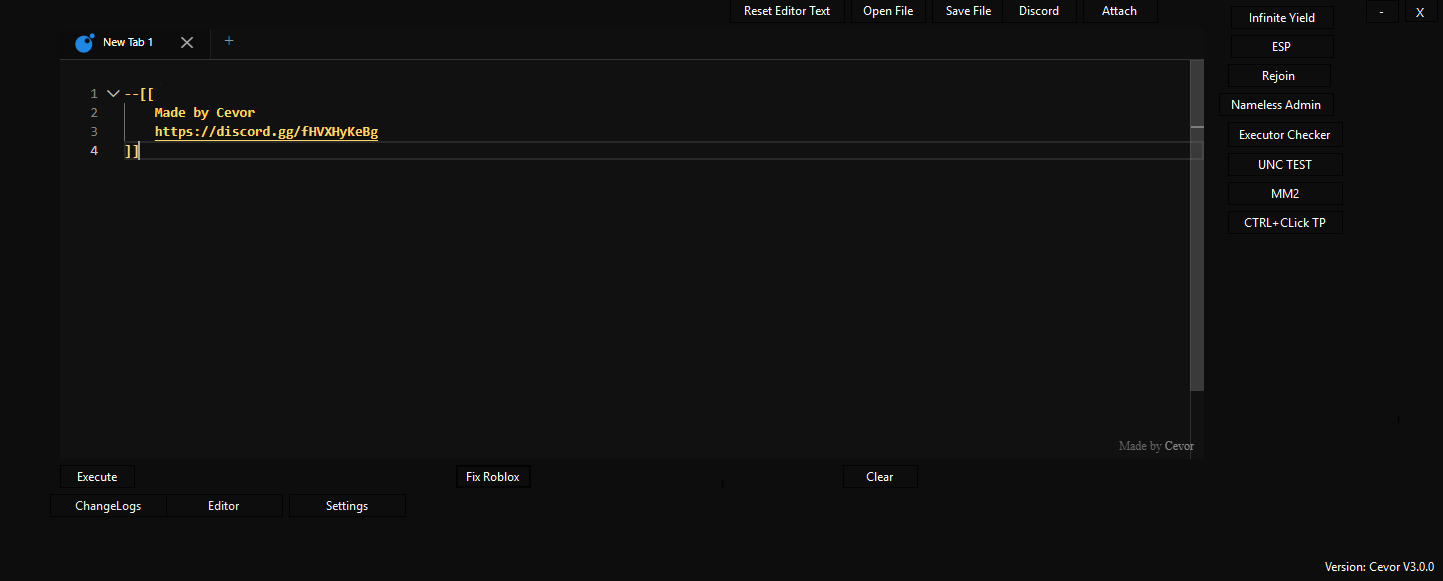 Reset Editor Text Open File Save File Discord Attach
Infinite Yield
- X
New Tab 1 × +
ESP
Rejoin
Nameless Admin
Executor Checker
UNC TEST
MM2
CTRL+CLick TP
1 --[[
2 Made by Cevor
3 https://discord.gg/fHVXHyKeBg
4 ]]
Made by Cevor
Execute Fix Roblox Clear
ChangeLogs Editor Settings
Version: Cevor V3.0.0